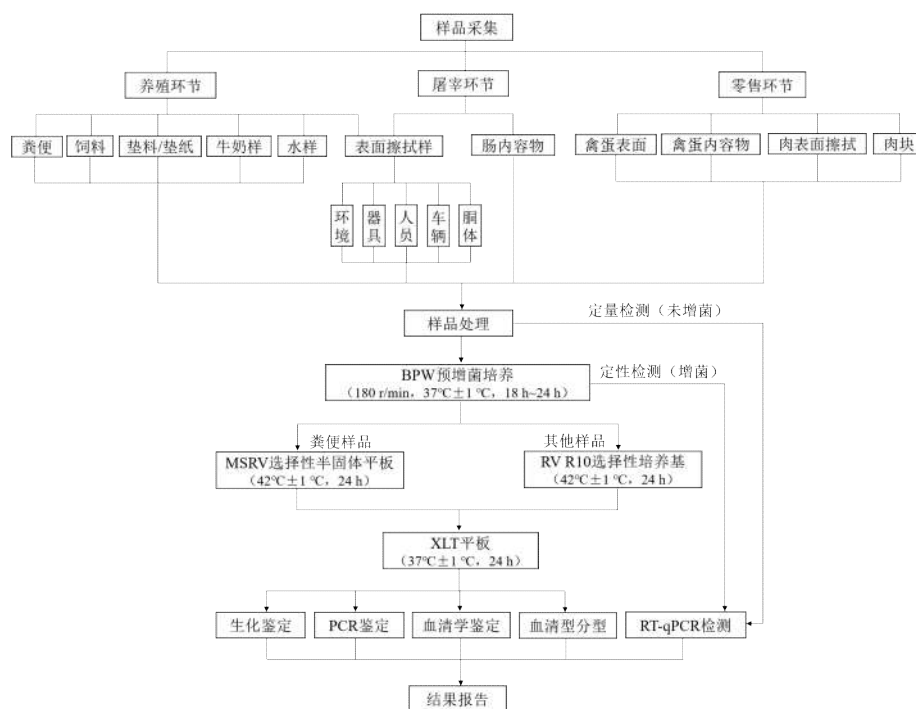 样品采集
养殖环节
屠宰环节
零售环节
粪便
饲料
垫料/垫纸
牛奶样
水样
表面擦拭样
肠内容物
禽蛋表面
禽蛋内容物
肉表面擦拭
肉块
环境
器具
人员
车辆
胴体
样品处理
定量检测（未增菌）
BPW预增菌培养
（180 r/min，37℃±1 ℃，18 h~24 h）
定性检测（增菌）
粪便样品
其他样品
MSRV选择性半固体平板
（42℃±1 ℃，24 h）
RV R10选择性培养基
（42℃±1 ℃，24 h）
XLT平板
（37℃±1 ℃，24 h）
生化鉴定
PCR鉴定
血清学鉴定
血清型分型
RT-qPCR检测
结果报告